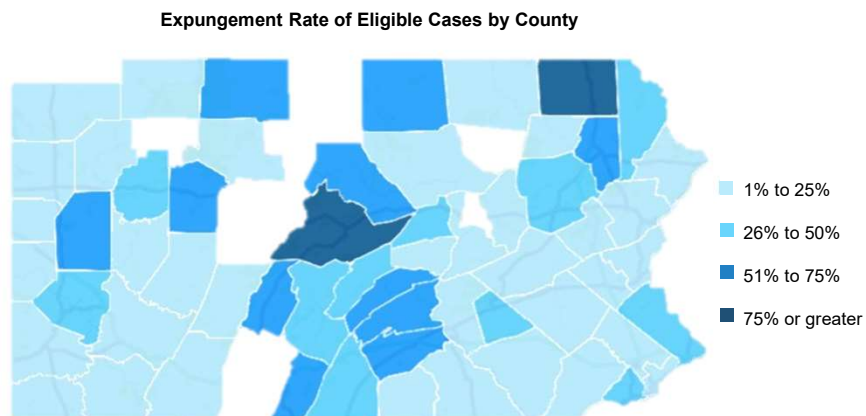 Expungement Rate of Eligible Cases by County
1% to 25%
26% to 50%
51% to 75%
75% or greater